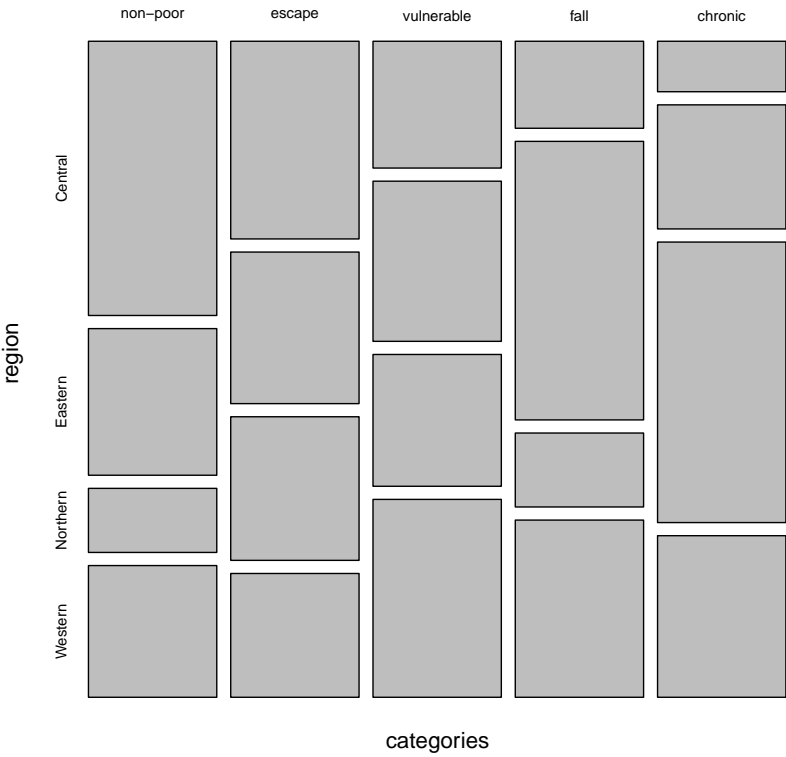 non−poor escape vulnerable fall chronic
Central
Eastern
Northern
Western
region
categories